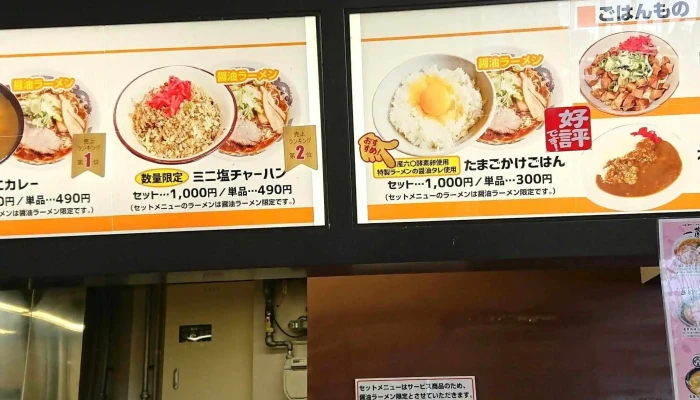 醤油ラーメン
売上ランキング
第1位
ニカレー
0円/単品…490円
メンは醤油ラーメン限定です。)
醤油ラーメン
売上ランキング
第2位
数量限定 ミニ塩チャーハン
セット…1,000円/単品…490円
(セットメニューのラーメンは醤油ラーメン限定です。)
■ごはんもの
醤油ラーメン
好評です。
おすすめ!
産六〇酵素卵使用
特製ラーメンの醤油タレ使用
たまごかけごはん
セット…1,000円/単品…300円
(セットメニューのラーメンは醤油ラーメン限定です。)
セットメニューはサービス商品のため、
醤油ラーメン限定とさせていただきます。